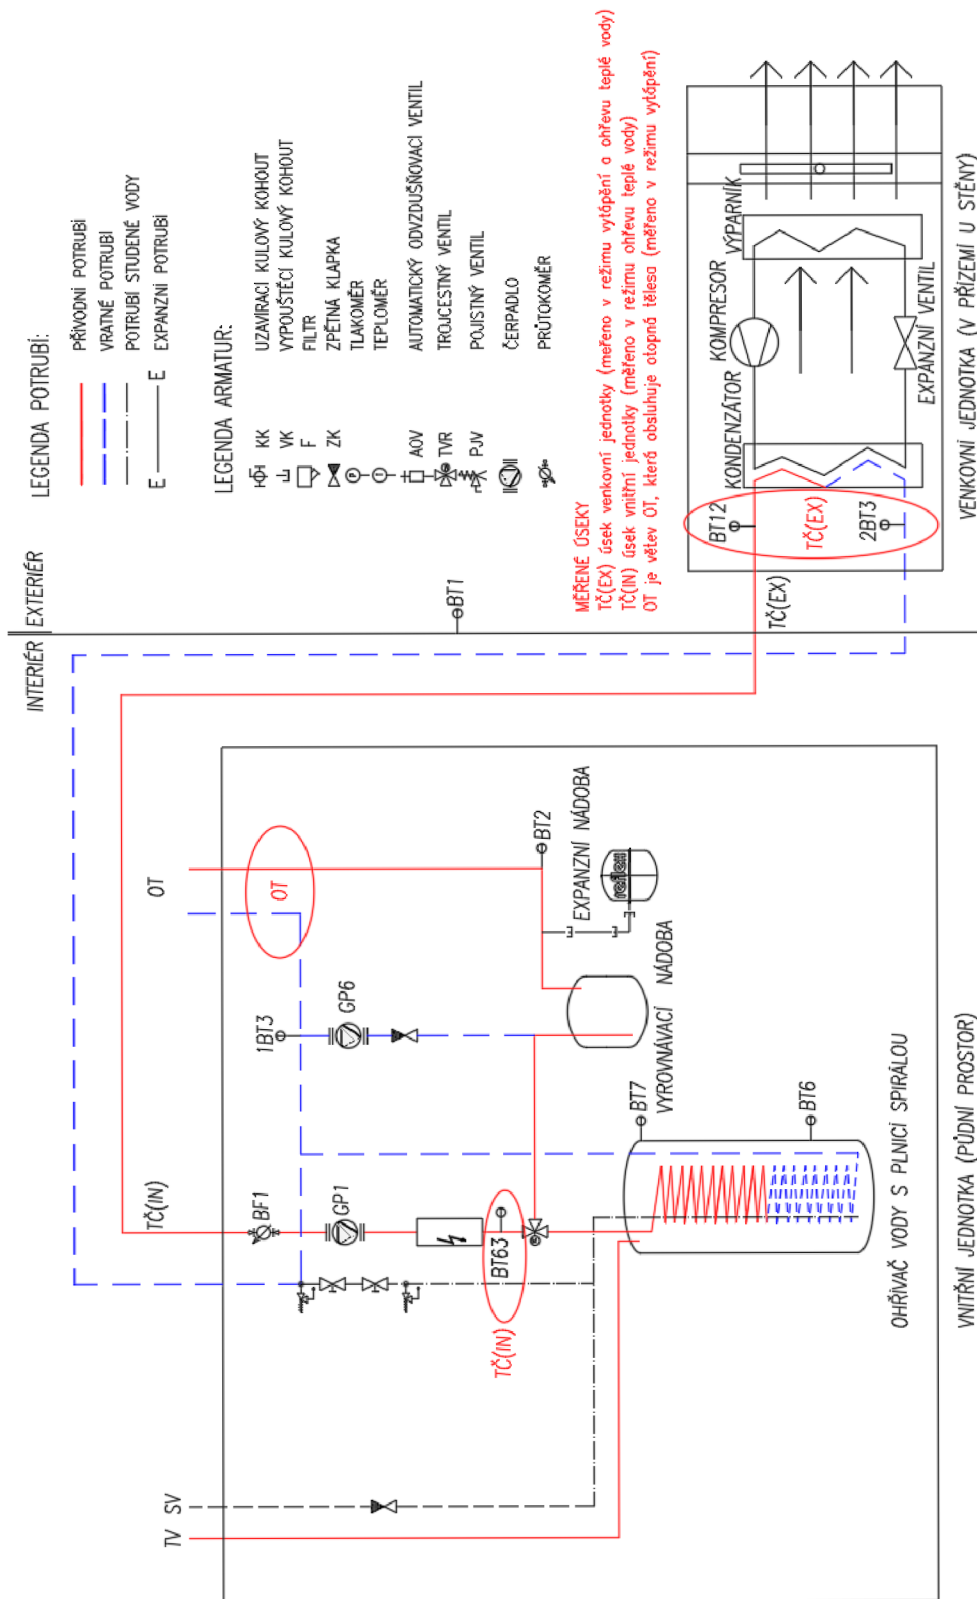 INTERIÉR
EXTERIÉR
LEGENDA POTRUBÍ:
PŘÍVODNÍ POTRUBÍ
VRATNÉ POTRUBÍ
POTRUBÍ STUDENÉ VODY
E E EXPANZNÍ POTRUBÍ
LEGENDA ARMATUR:
KK UZAVÍRACÍ KULOVÝ KOHOUT
VK VYPOUŠTĚCÍ KULOVÝ KOHOUT
F FILTR
ZK ZPĚTNÁ KLAPKA
P TLAKOMĚR
T TEPLOMĚR
AOV AUTOMATICKÝ ODVZDUŠŇOVACÍ VENTIL
TVR TROJCESTNÝ VENTIL
PJV POJISTNÝ VENTIL
ČERPADLO
PRŮTOKOMĚR
MĚŘENÉ ÚSEKY
TČ(EX) úsek venkovní jednotky (měřeno v režimu vytápění a ohřevu teplé vody)
TČ(IN) úsek vnitřní jednotky (měřeno v režimu ohřevu teplé vody)
OT je větev OT, která obsluhuje otopná tělesa (měřeno v režimu vytápění)
TV
SV
TČ(IN)
OT
OT
BF1
GP1
1BT3
GP6
BT63
TČ(IN)
BT2
BT1
EXPANZNÍ NÁDOBA
reflex
E
E
VYROVNÁVACÍ NÁDOBA
BT7
BT6
OHŘÍVAČ VODY S PLNICÍ SPIRÁLOU
VNITŘNÍ JEDNOTKA (PŮDNÍ PROSTOR)
TČ(EX)
BT12
TČ(EX)
2BT3
KONDENZÁTOR
KOMPRESOR
VÝPARNÍK
EXPANZNÍ VENTIL
VENKOVNÍ JEDNOTKA (V PŘÍZEMÍ U STĚNY)